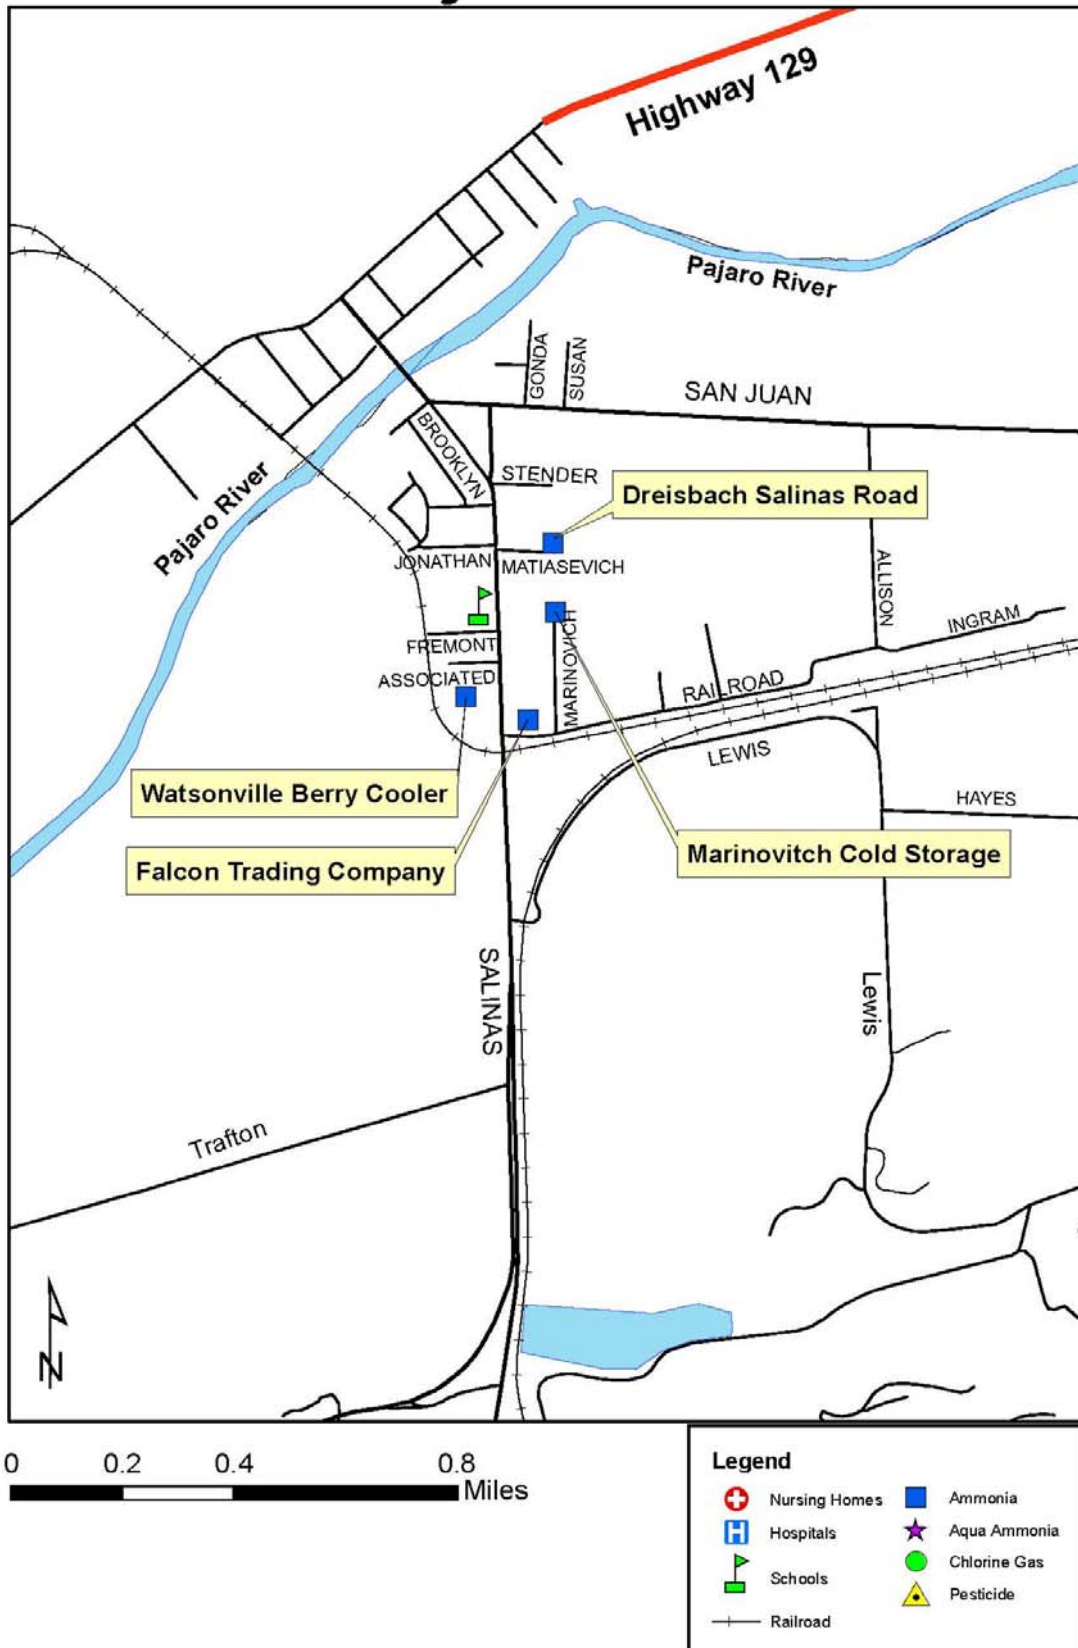 Highway 129
Pajaro River
GONDA
SUSAN
SAN JUAN
BROOKLYN
STENDER
Dreisbach Salinas Road
Pajaro River
JONATHAN
MATIASEVICH
ALLISON
FREMONT
MARINOVICH
INGRAM
ASSOCIATED
RAILROAD
LEWIS
Watsonville Berry Cooler
HAYES
Falcon Trading Company
Marinovitch Cold Storage
SALINAS
Lewis
Trafton
N
0 0.2 0.4 0.8
Miles
Legend
Nursing Homes
Ammonia
H
Hospitals
Aqua Ammonia
Chlorine Gas
Schools
Pesticide
Railroad